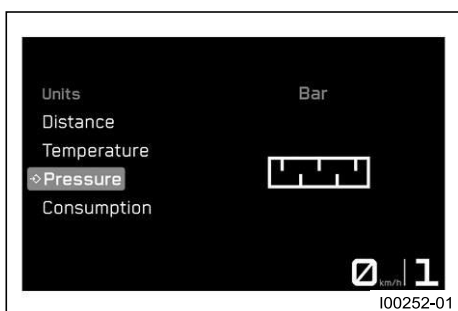 Units
Bar
Distance
Temperature
Pressure
Consumption
0 km/h 1
I00252-01